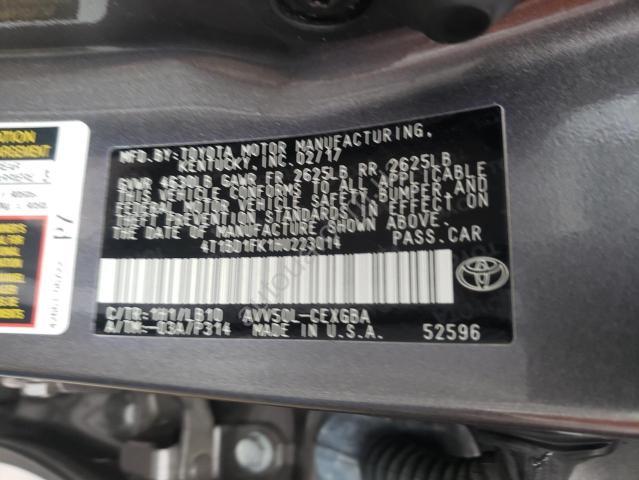 MFD.BY:TOYOTA MOTOR MANUFACTURING,
KENTUCKY, INC. 02/17
GVWR 4630LB GAWR FR 2625LB RR 2625LB
THIS VEHICLE CONFORMS TO ALL APPLICABLE
FEDERAL MOTOR VEHICLE SAFETY, BUMPER, AND
THEFT PREVENTION STANDARDS IN EFFECT ON
THE DATE OF MANUFACTURE SHOWN ABOVE.
4T1BD1FK1HU223014 PASS.CAR
C/TR: 1H1/LB10 AVV50L-CEXGBA
A/TM: -03A/P314 MADE IN U.S.A.
52596
TOYOTA